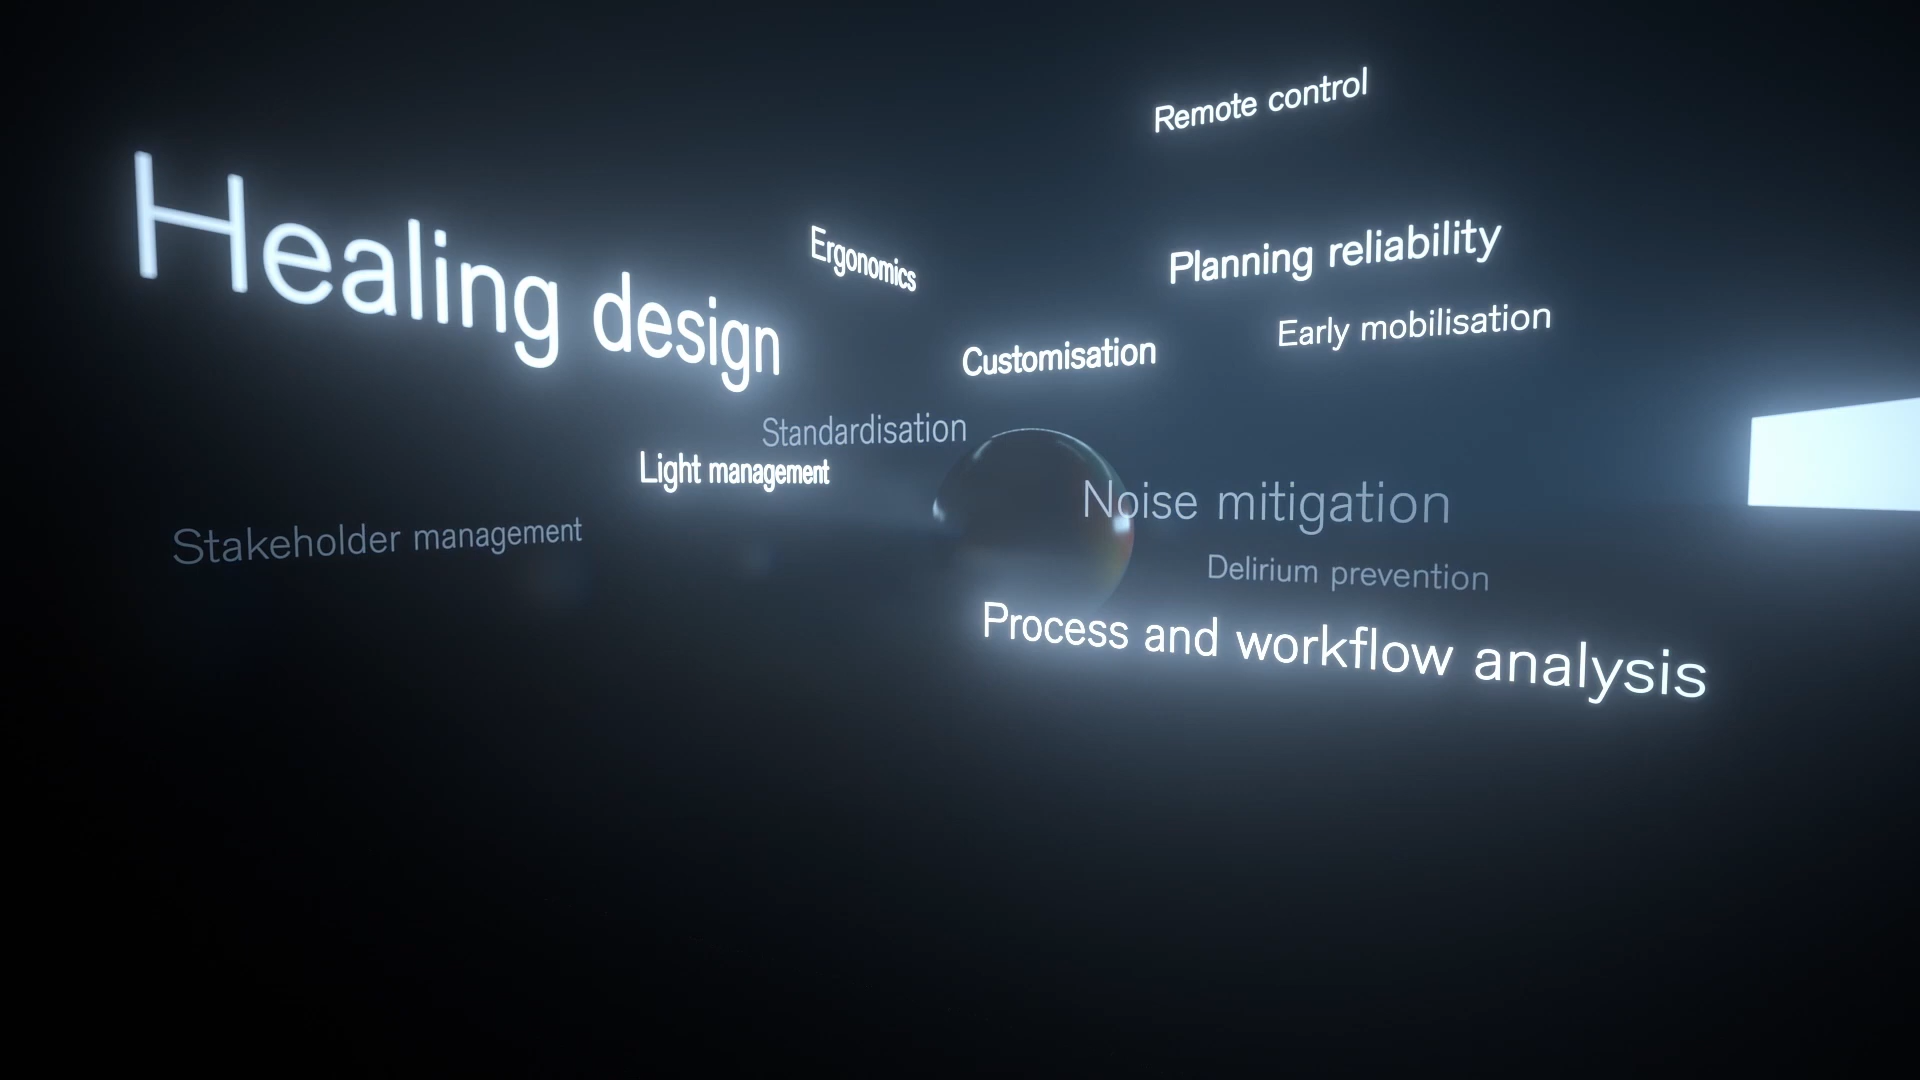 Remote control
Healing design
Ergonomics
Planning reliability
Early mobilisation
Customisation
Standardisation
Light management
Noise mitigation
Stakeholder management
Delirium prevention
Process and workflow analysis